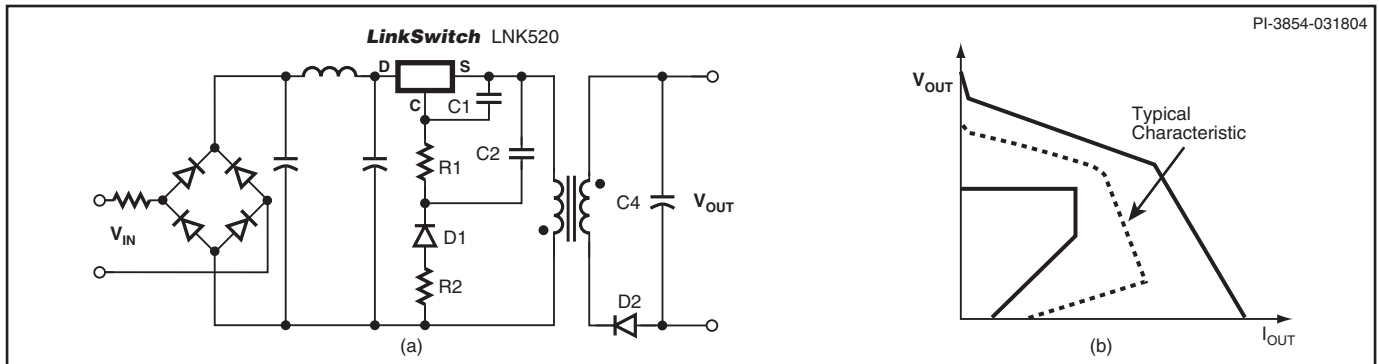 PI-3854-031804
LinkSwitch LNK520
D
S
C
C1
R1
C2
D1
R2
VIN
C4
VOUT
D2
(a)
VOUT
Typical
Characteristic
IOUT
(b)